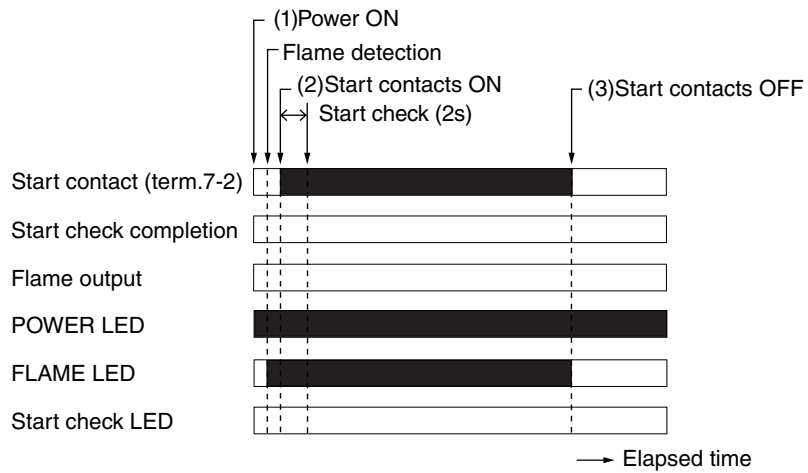 (1)Power ON
Flame detection
(2)Start contacts ON
(3)Start contacts OFF
Start check (2s)
Start contact (term.7-2)
Start check completion
Flame output
POWER LED
FLAME LED
Start check LED
Elapsed time